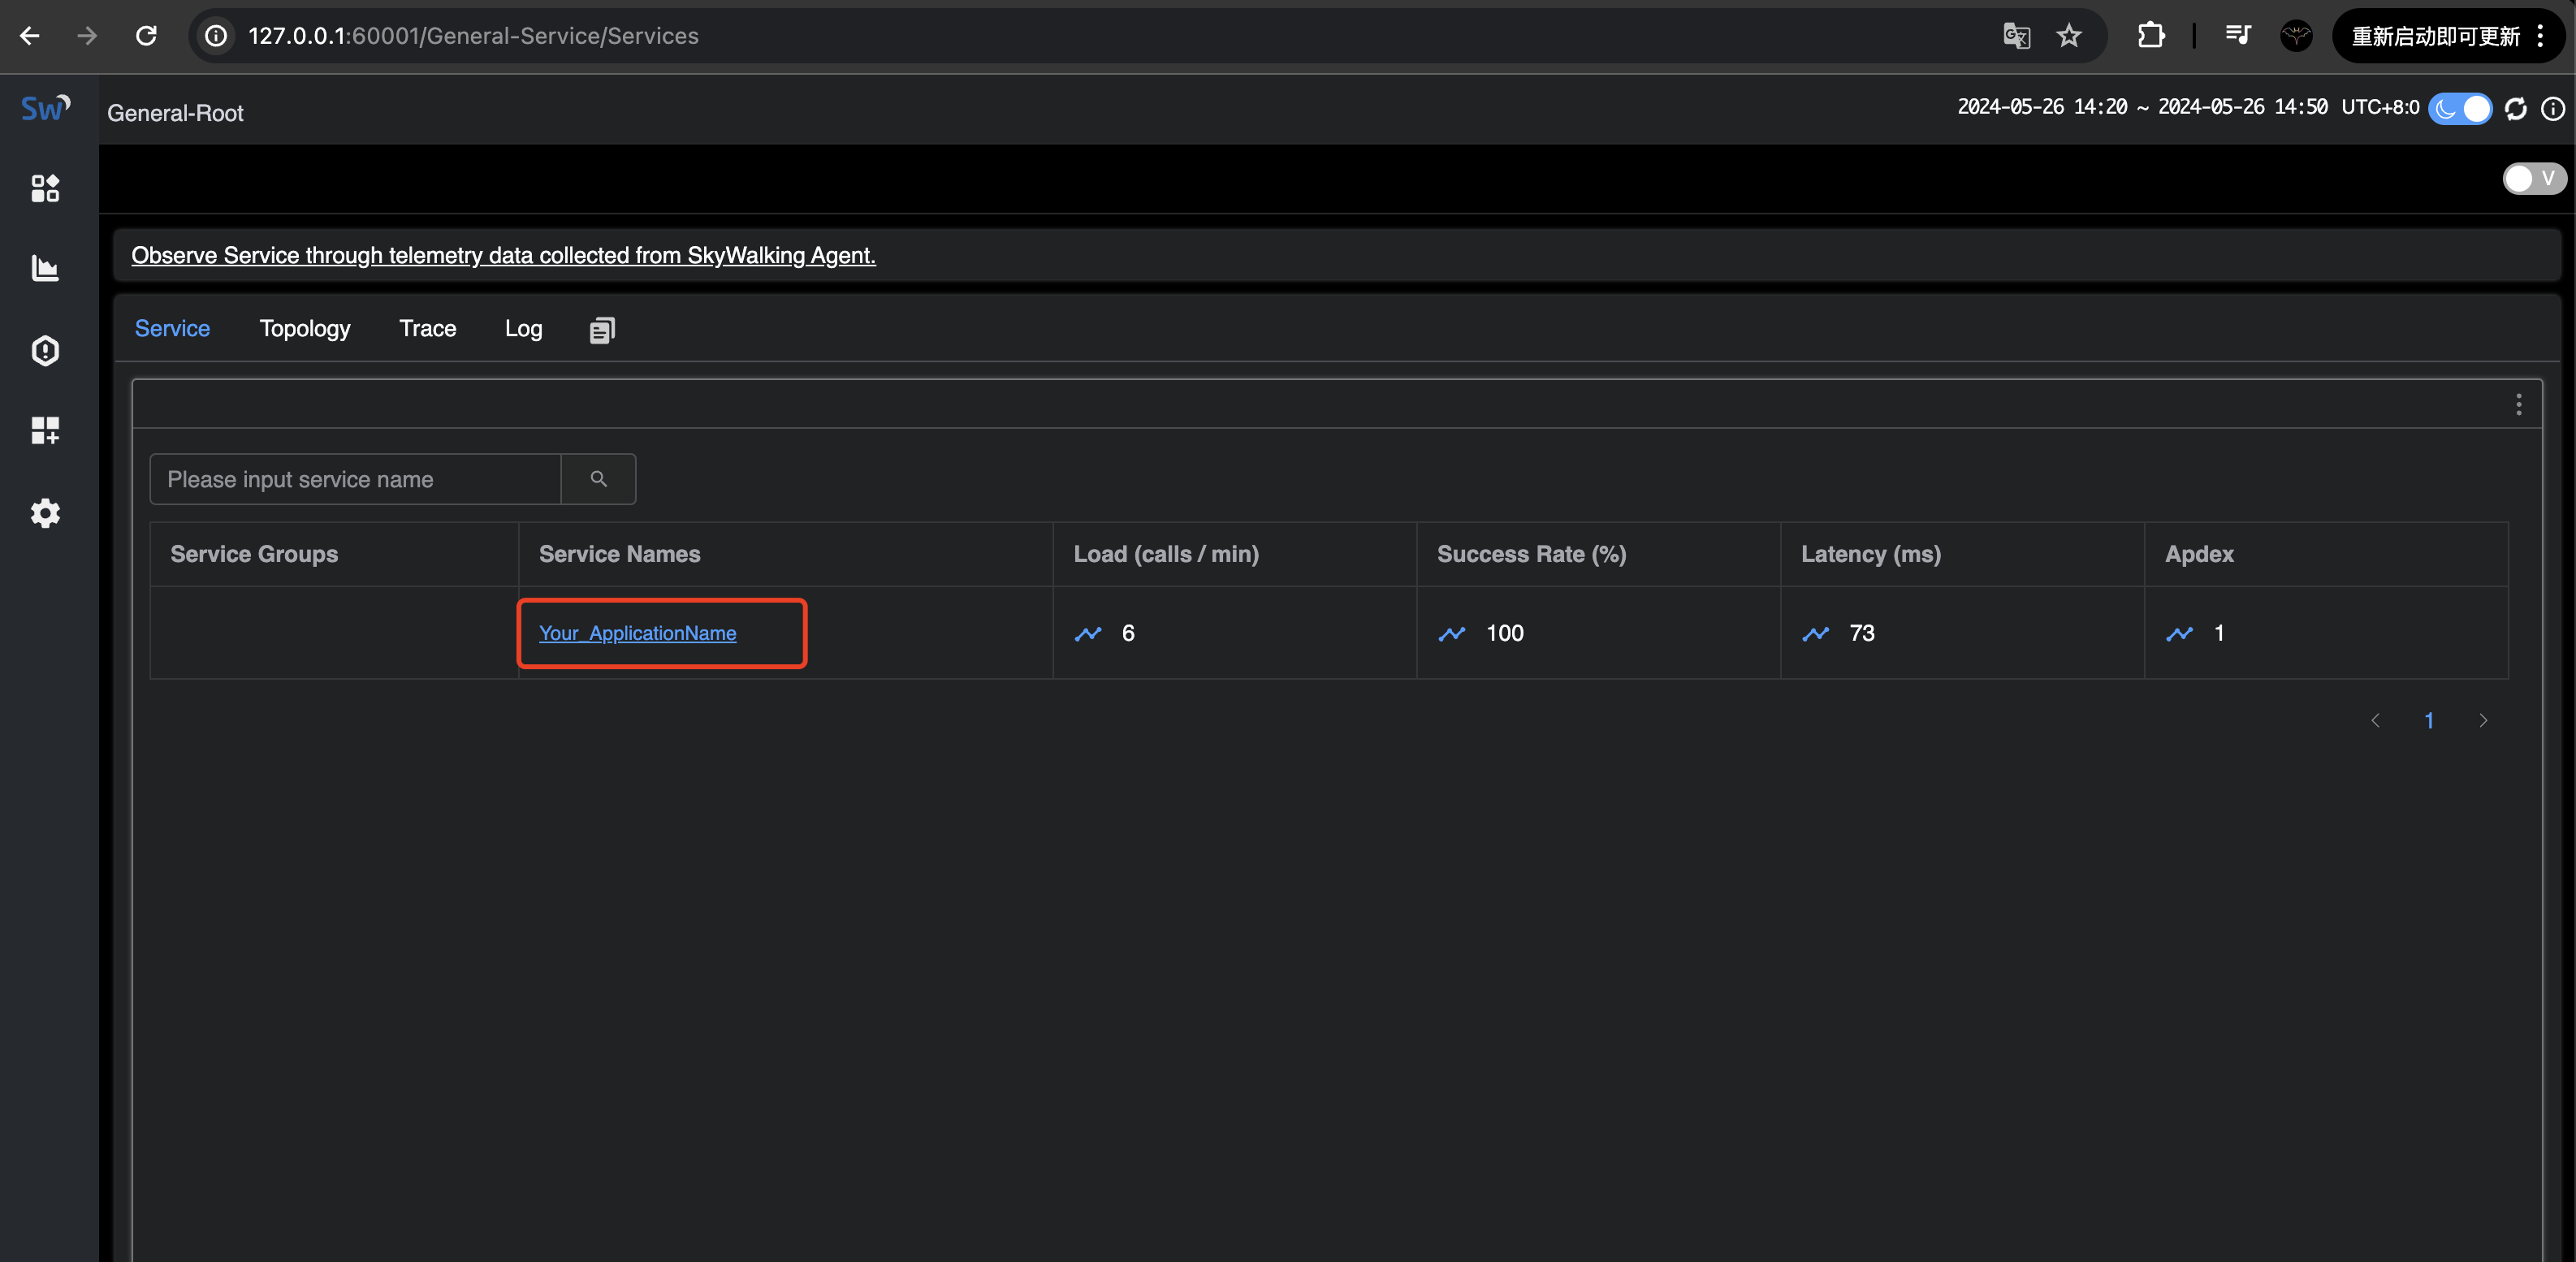 127.0.0.1:60001/General-Service/Services
重新启动即可更新
Sw
General-Root
2024-05-26 14:20 ~ 2024-05-26 14:50 UTC+8:0
V
Observe Service through telemetry data collected from SkyWalking Agent.
Service Topology Trace Log
Please input service name
Service Groups Service Names Load (calls / min) Success Rate (%) Latency (ms) Apdex
Your_ApplicationName 6 100 73 1
1